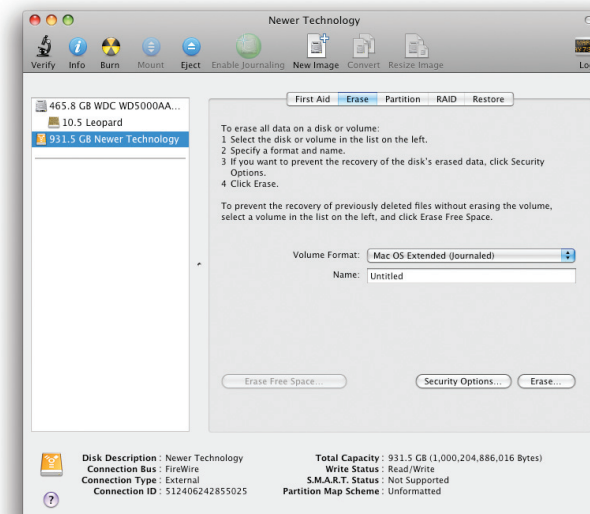 Newer Technology
Verify Info Burn Mount Eject Enable Journaling New Image Convert Resize Image
465.8 GB WDC WD5000AA...
10.5 Leopard
931.5 GB Newer Technology
First Aid Erase Partition RAID Restore
To erase all data on a disk or volume:
1 Select the disk or volume in the list on the left.
2 Specify a format and name.
3 If you want to prevent the recovery of the disk's erased data, click Security
Options.
4 Click Erase.
To prevent the recovery of previously deleted files without erasing the volume,
select a volume in the list on the left, and click Erase Free Space.
Volume Format: Mac OS Extended (Journaled)
Name: Untitled
Erase Free Space... Security Options... Erase...
Disk Description : Newer Technology
Connection Bus : FireWire
Connection Type : External
Connection ID : 512406242855025
Total Capacity : 931.5 GB (1,000,204,886,016 Bytes)
Write Status : Read/Write
S.M.A.R.T. Status : Not Supported
Partition Map Scheme : Unformatted
?